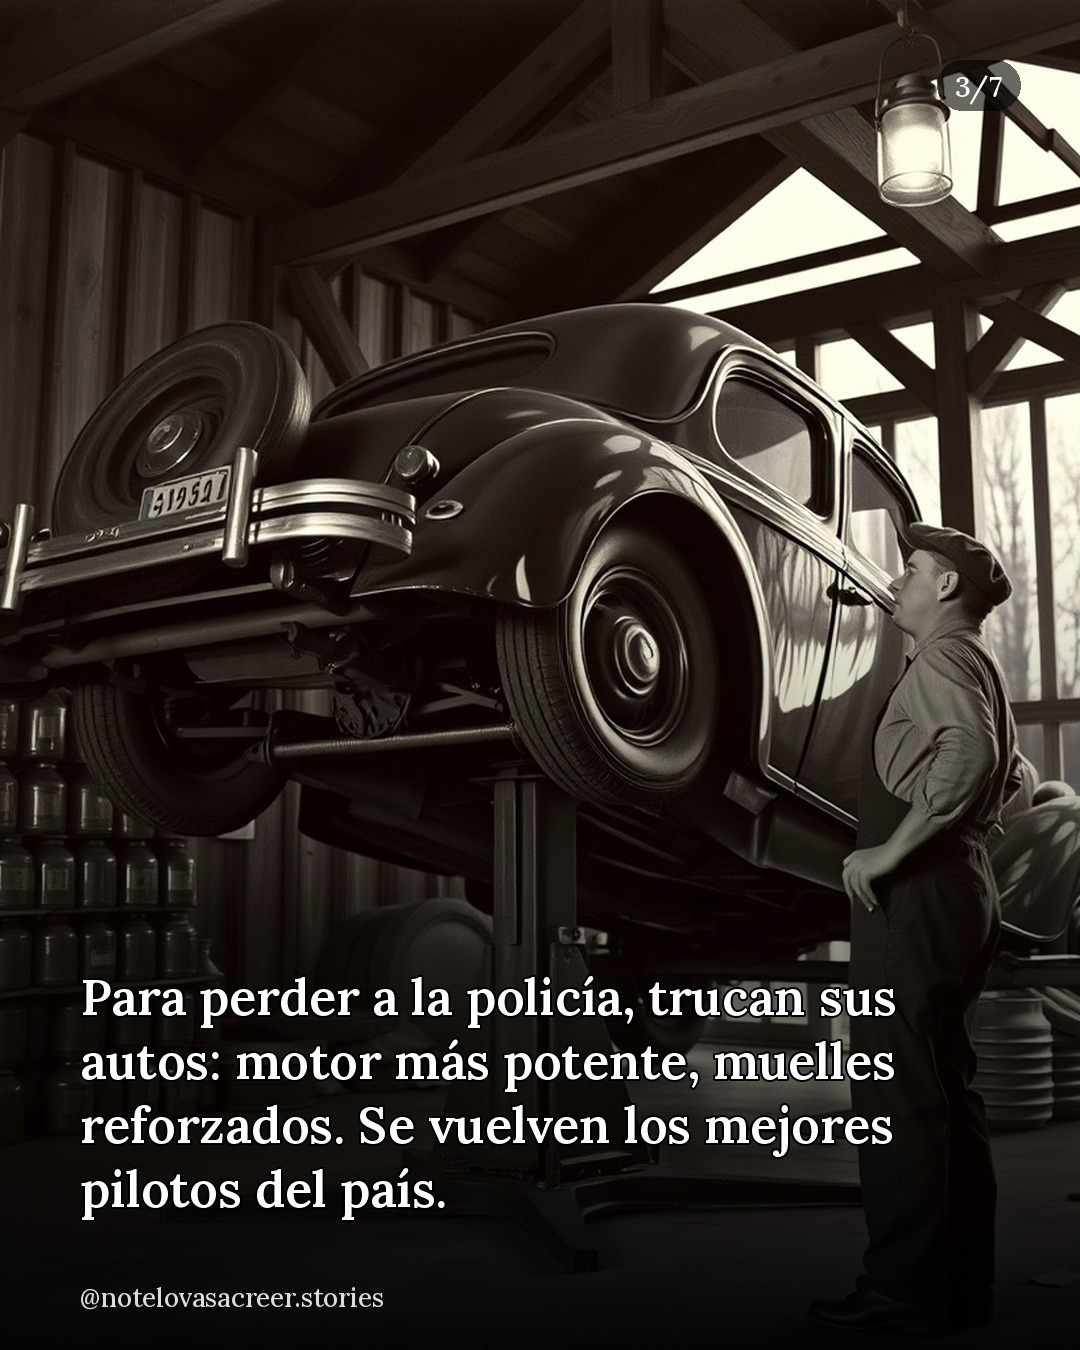 3/7
Para perder a la policía, trucan sus
autos: motor más potente, muelles
reforzados. Se vuelven los mejores
pilotos del país.
@notelovasacreer.stories